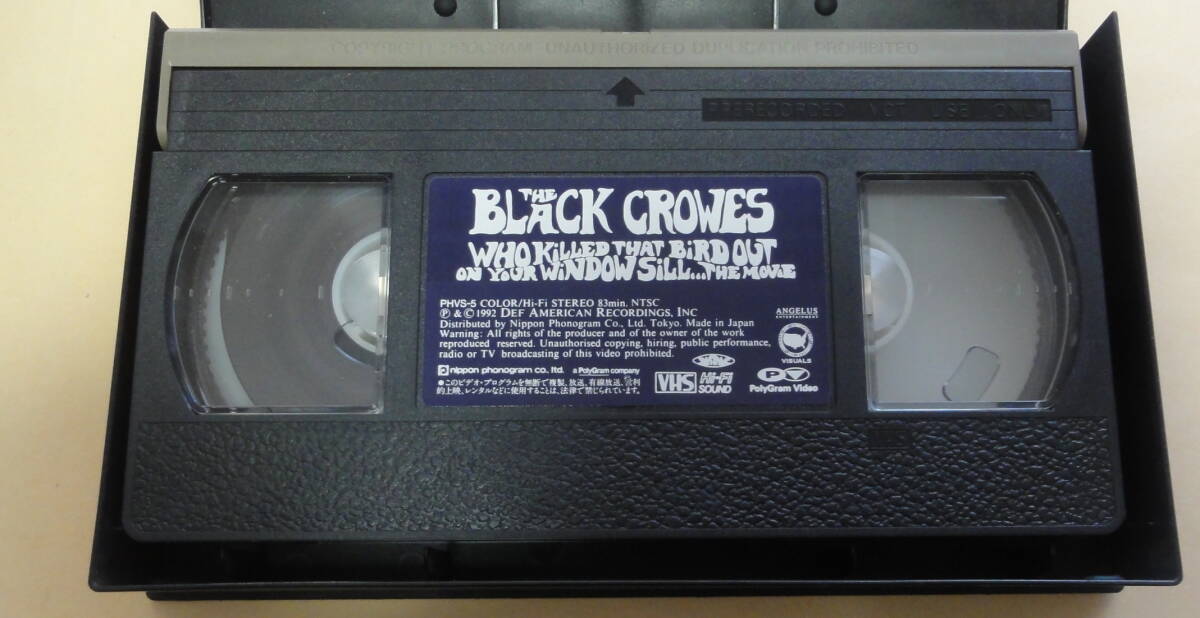 COPYRIGHT PROGRAM UNAUTHORIZED DUPLICATION PROHIBITED
PRERECORDED NOT USE ONLY
THE
BLACK CROWES
WHO KILLED THAT BIRD OUT
ON YOUR WINDOW SILL...THE MOVIE
PHVS-5 COLOR/Hi-Fi STEREO 83min. NTSC
Ⓟ & © 1992 DEF AMERICAN RECORDINGS, INC
Distributed by Nippon Phonogram Co., Ltd. Tokyo. Made in Japan
Warning: All rights of the producer and of the owner of the work
reproduced reserved. Unauthorised copying, hiring, public performance,
radio or TV broadcasting of this video prohibited.
ANGELUS
ENTERTAINMENT
VISUALS
nippon phonogram co., ltd. a PolyGram company
●このビデオ・プログラムを無断で複製、放送、有線放送、営利
的上映、レンタルなどに使用することは、法律で禁じられています。
VHS Hi-Fi
SOUND
PolyGram Video